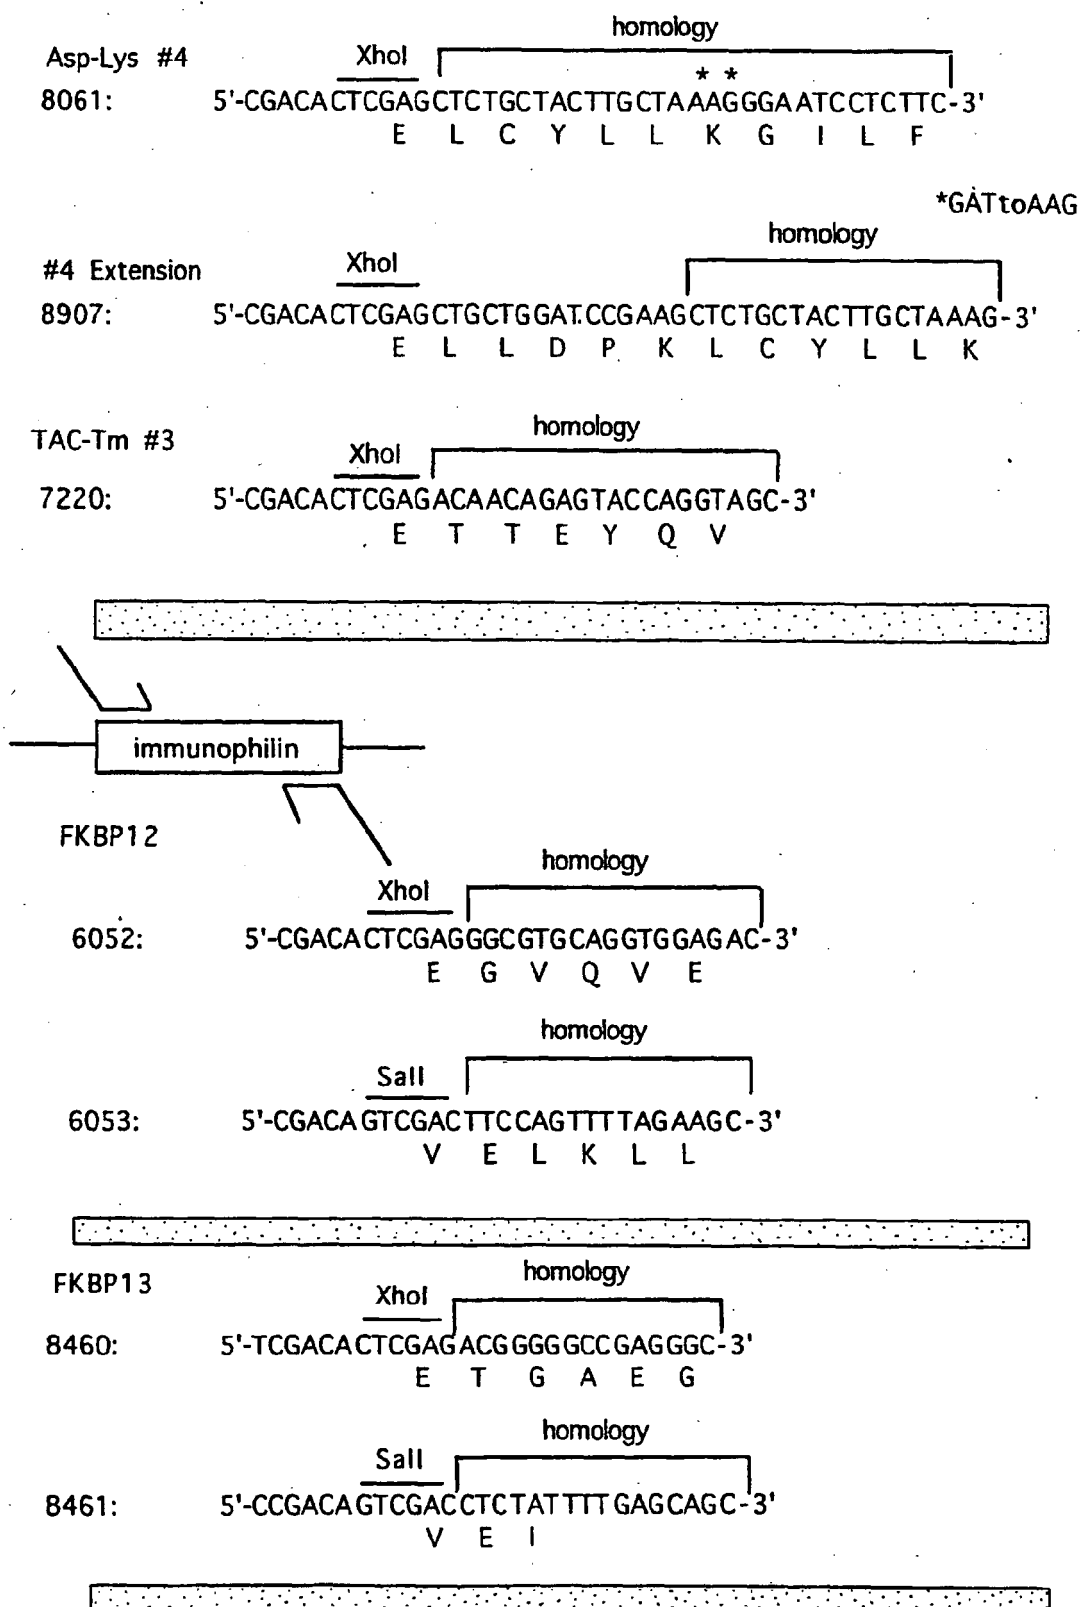 homology
Asp-Lys #4 XhoI
* *
8061: 5'-CGACACTCGAGCTCTGCTACTTGCTAAAGGGAATCCTCTTC-3'
E L C Y L L K G I L F
*GATtoAAG
homology
#4 Extension XhoI
8907: 5'-CGACACTCGAGCTGCTGGATCCGAAGCTCTGCTACTTGCTAAAG-3'
E L L D P K L C Y L L K
homology
TAC-Tm #3 XhoI
7220: 5'-CGACACTCGAGACAACAGAGTACCAGGTAGC-3'
E T T E Y Q V
immunophilin
FKBP12
homology
XhoI
6052: 5'-CGACACTCGAGGGCGTGCAGGTGGAGAC-3'
E G V Q V E
homology
SalI
6053: 5'-CGACAGTCGACTTCCAGTTTTAGAAGC-3'
V E L K L L
homology
FKBP13 XhoI
8460: 5'-TCGACACTCGAGACGGGGGCCGAGGGC-3'
E T G A E G
homology
SalI
8461: 5'-CCGACAGTCGACCTCTATTTTGAGCAGC-3'
V E I